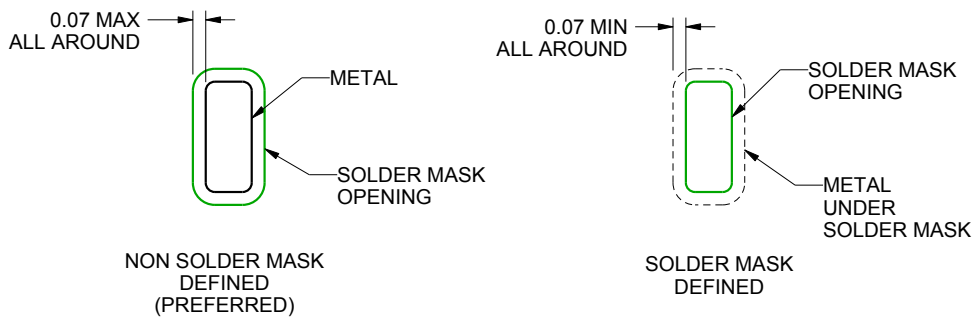 0.07 MAX
ALL AROUND
METAL
SOLDER MASK
OPENING
NON SOLDER MASK
DEFINED
(PREFERRED)
0.07 MIN
ALL AROUND
SOLDER MASK
OPENING
METAL
UNDER
SOLDER MASK
SOLDER MASK
DEFINED